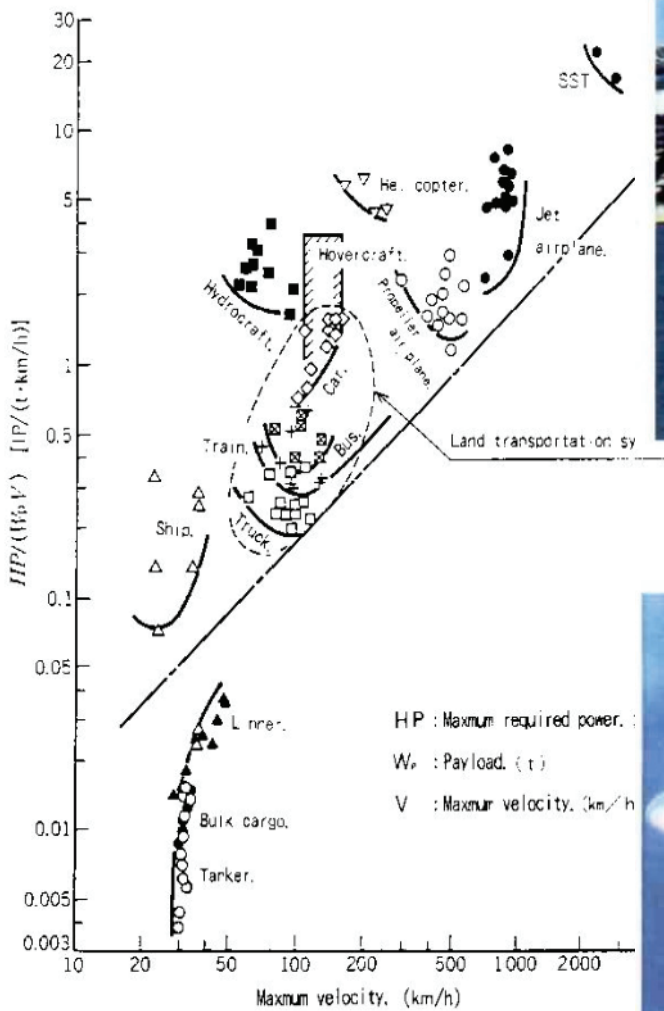 30
20
10
5
1
0.5
0.1
0.05
0.01
0.005
0.003
HP/(WₚV) [IP/(t·km/h)]
SST
He. copter.
Jet
airplane.
Hovercraft.
Hydrocraft.
Propeller
air plane.
Car.
Train.
Bus.
Land transportation sy
Truck.
Ship.
L nner.
Bulk cargo.
Tarker.
HP : Maxmum required power.
Wₚ : Payload. (t)
V : Maxmum velocity. (km/h
10 20 50 100 200 500 1000 2000
Maxmum velocity. (km/h)